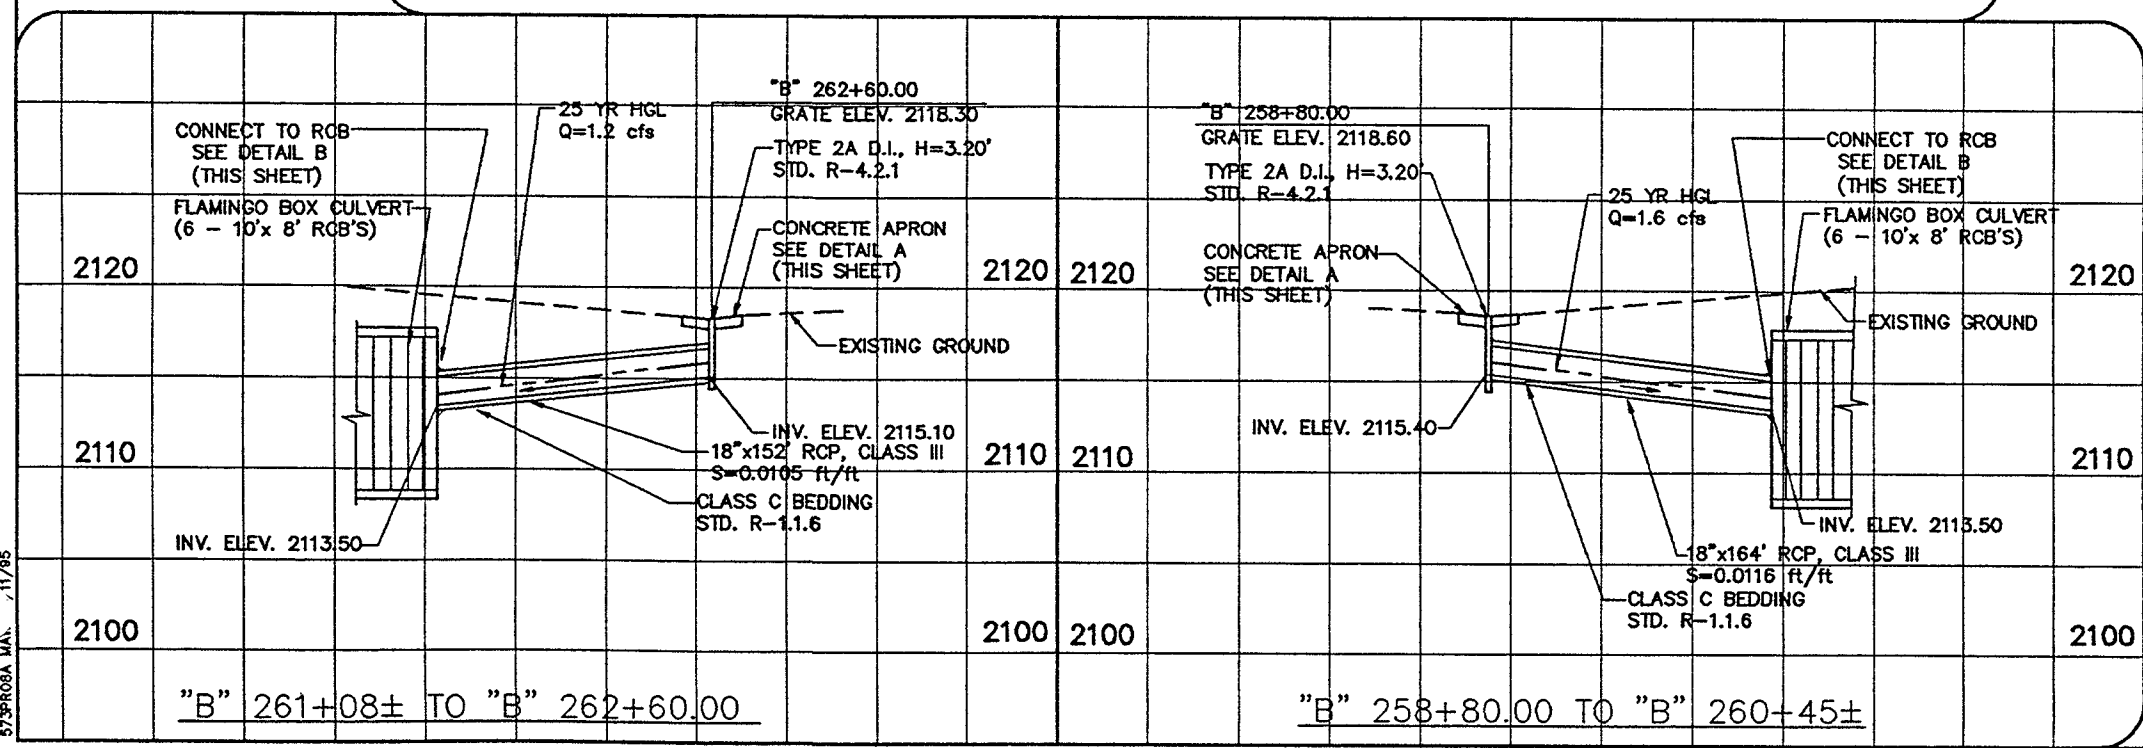 "B" 262+60.00
GRATE ELEV. 2118.30
25 YR HGL
Q=1.2 cfs
CONNECT TO RCB
SEE DETAIL B
(THIS SHEET)
TYPE 2A D.I., H=3.20'
STD. R-4.2.1
FLAMINGO BOX CULVERT
(6 - 10'x 8' RCB'S)
CONCRETE APRON
SEE DETAIL A
(THIS SHEET)
2120
2120
EXISTING GROUND
INV. ELEV. 2115.10
18"x152' RCP, CLASS III
S=0.0105 ft/ft
2110
2110
CLASS C BEDDING
STD. R-1.1.6
INV. ELEV. 2113.50
2100
2100
"B" 261+08± TO "B" 262+60.00
"B" 258+80.00
GRATE ELEV. 2118.60
TYPE 2A D.I., H=3.20'
STD. R-4.2.1
CONNECT TO RCB
SEE DETAIL B
(THIS SHEET)
25 YR HGL
Q=1.6 cfs
FLAMINGO BOX CULVERT
(6 - 10'x 8' RCB'S)
CONCRETE APRON
SEE DETAIL A
(THIS SHEET)
2120
2120
EXISTING GROUND
INV. ELEV. 2115.40
2110
2110
INV. ELEV. 2113.50
18"x164' RCP, CLASS III
S=0.0116 ft/ft
CLASS C BEDDING
STD. R-1.1.6
2100
2100
"B" 258+80.00 TO "B" 260+45±
11/95